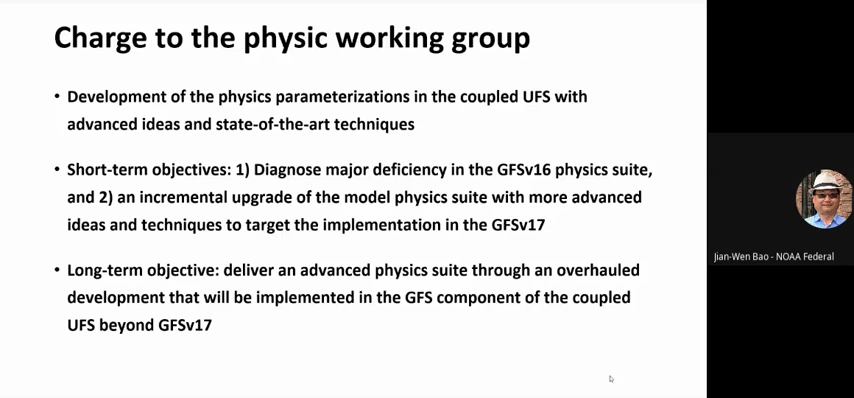 Charge to the physic working group
• Development of the physics parameterizations in the coupled UFS with
advanced ideas and state-of-the-art techniques
• Short-term objectives: 1) Diagnose major deficiency in the GFSv16 physics suite,
and 2) an incremental upgrade of the model physics suite with more advanced
ideas and techniques to target the implementation in the GFSv17
• Long-term objective: deliver an advanced physics suite through an overhauled
development that will be implemented in the GFS component of the coupled
UFS beyond GFSv17
Jian-Wen Bao - NOAA Federal